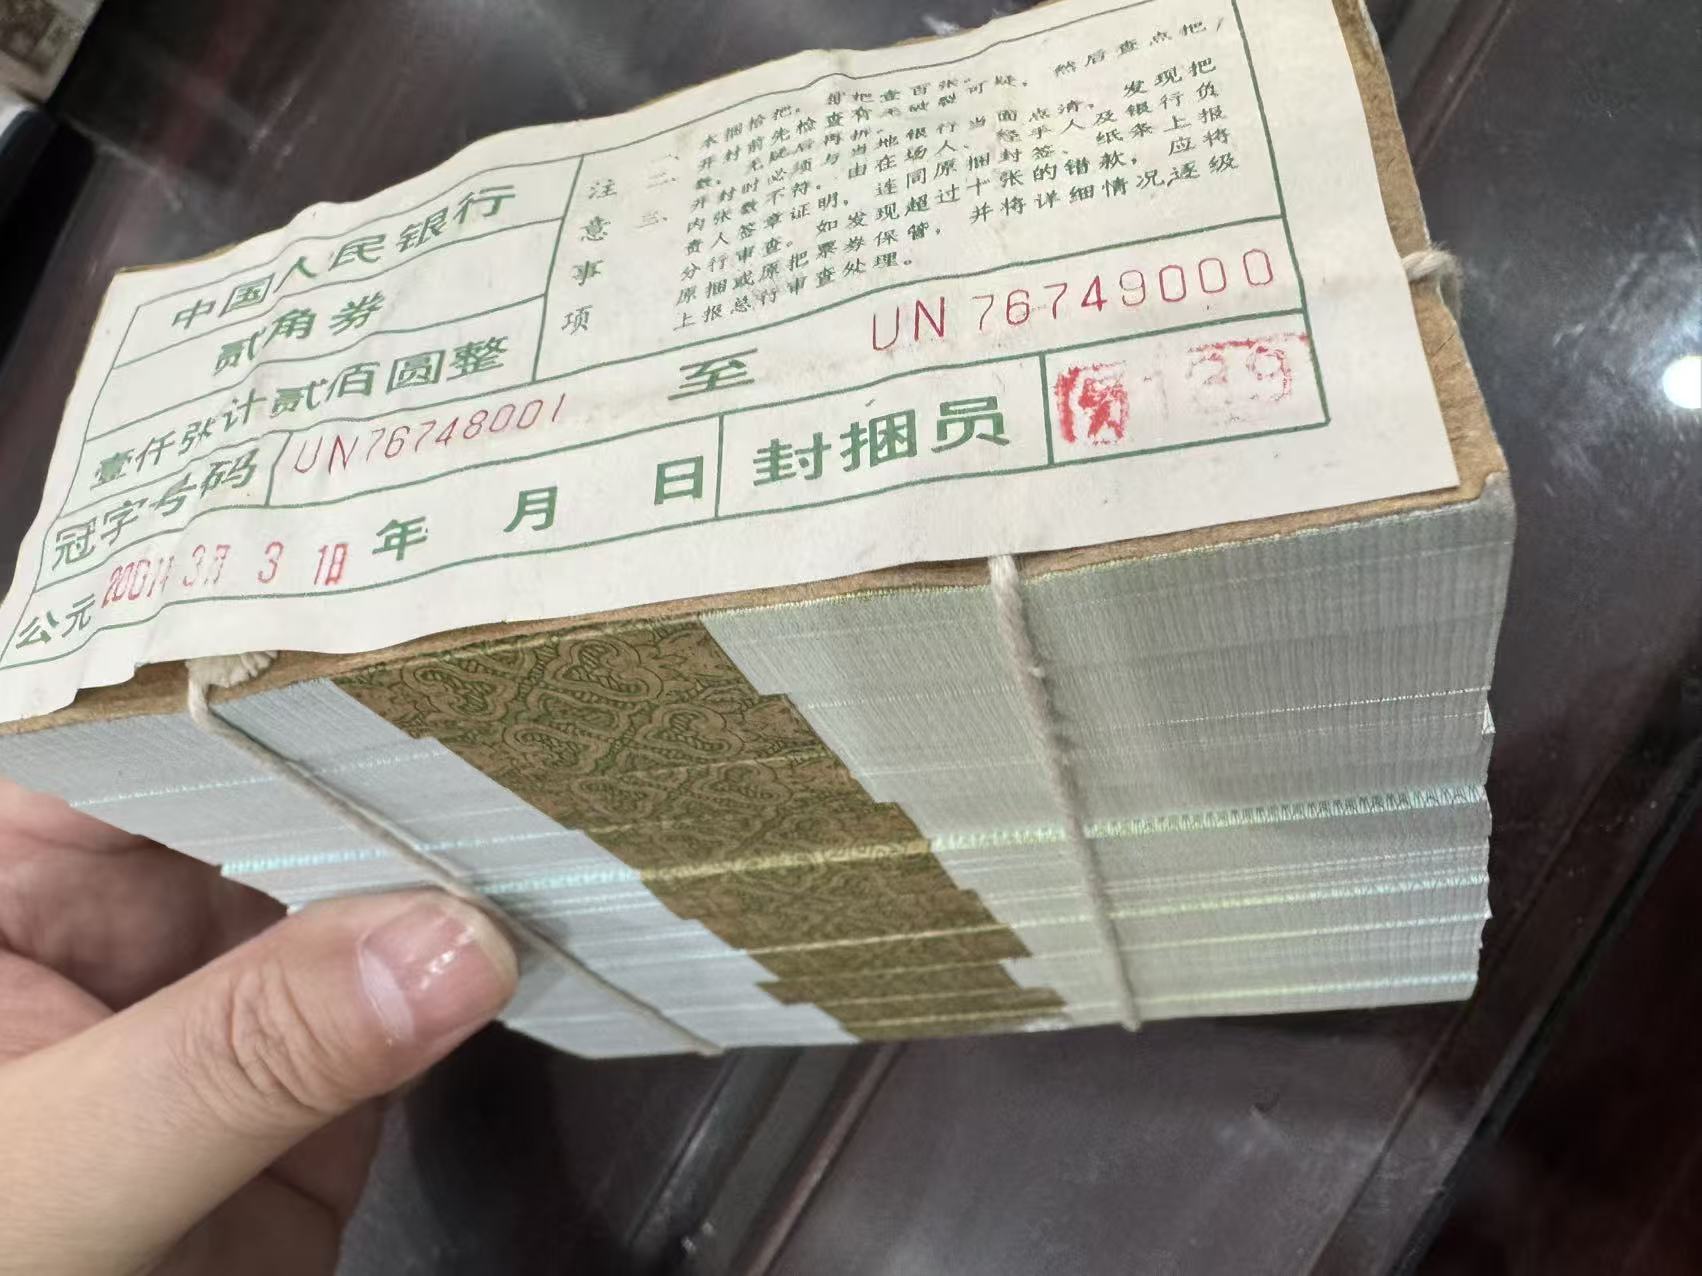 中国人民银行
贰角券
壹仟张计贰佰圆整
注意事项
一、本捆拾把，每把壹百张。
二、开封前先检查有无破裂可疑，然后查点把
数，无疑后再拆。
三、开封时必须与当地银行当面点清，发现把
内张数不符，由在场人、经手人及银行负
责人签章证明，连同原捆封签、纸条上报
分行审查。如发现超过十张的错款，应将
原捆或原把票券保管，并将详细情况逐级
上报总行审查处理。
冠字号码 UN76748001 至 UN 76749000
公元 年 月 日 封捆员